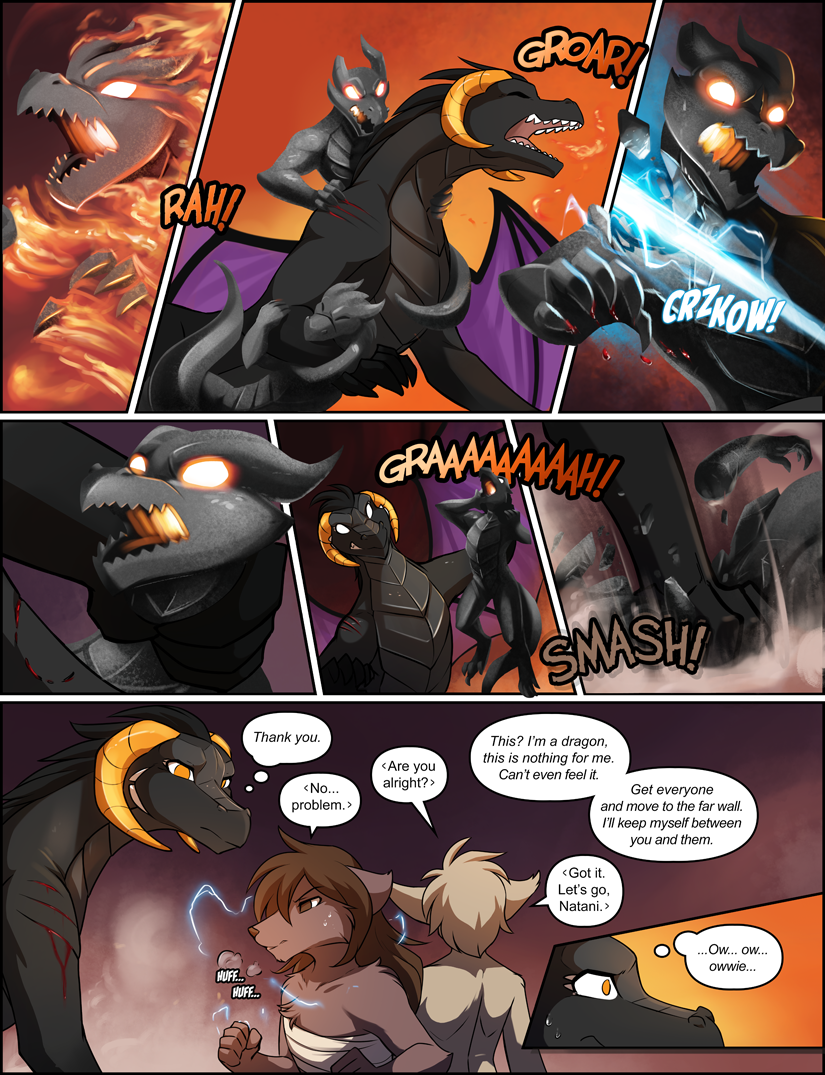 RAH!
GROAR!
CRZKOW!
GRAAAAAAAAAH!
SMASH!
Thank you.
‹No...
problem.›
‹Are you
alright?›
This? I'm a dragon,
this is nothing for me.
Can't even feel it.
Get everyone
and move to the far wall.
I'll keep myself between
you and them.
‹Got it.
Let's go,
Natani.›
HUFF...
HUFF...
...Ow... ow...
owwie...